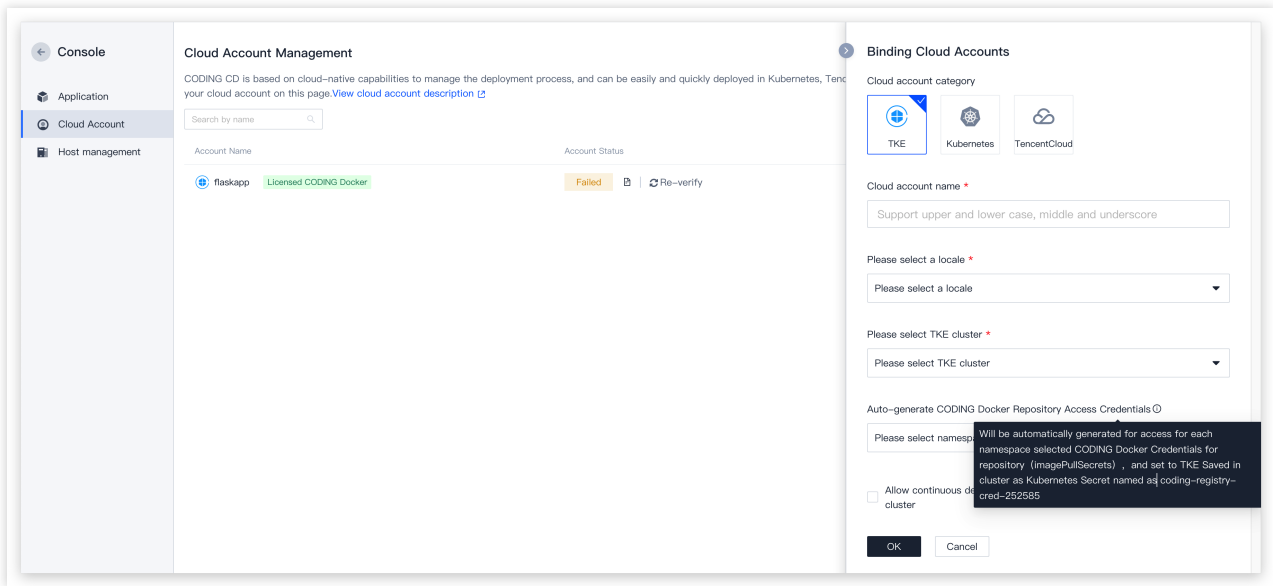 Console
Application
Cloud Account
Host management
Cloud Account Management
CODING CD is based on cloud-native capabilities to manage the deployment process, and can be easily and quickly deployed in Kubernetes,
your cloud account on this page.View cloud account description
Search by name
Account Name Account Status
flaskapp Licensed CODING Docker Failed Re-verify
Binding Cloud Accounts
Cloud account category
TKE Kubernetes TencentCloud
Cloud account name *
Support upper and lower case, middle and underscore
Please select a locale *
Please select a locale
Please select TKE cluster *
Please select TKE cluster
Auto-generate CODING Docker Repository Access Credentials
Please select
Will be automatically generated for access for each
namespace selected CODING Docker Credentials for
repository (imagePullSecrets) , and set to TKE Saved in
cluster as Kubernetes Secret named as coding-registry-
cred-252585
Allow continuous
cluster
OK Cancel